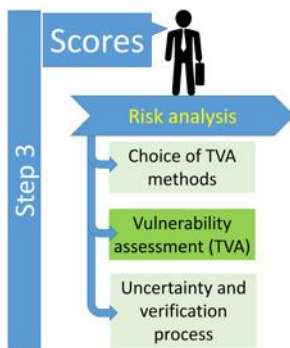 Step 3
Scores
Risk analysis
Choice of TVA
methods
Vulnerability
assessment (TVA)
Uncertainty and
verification
process